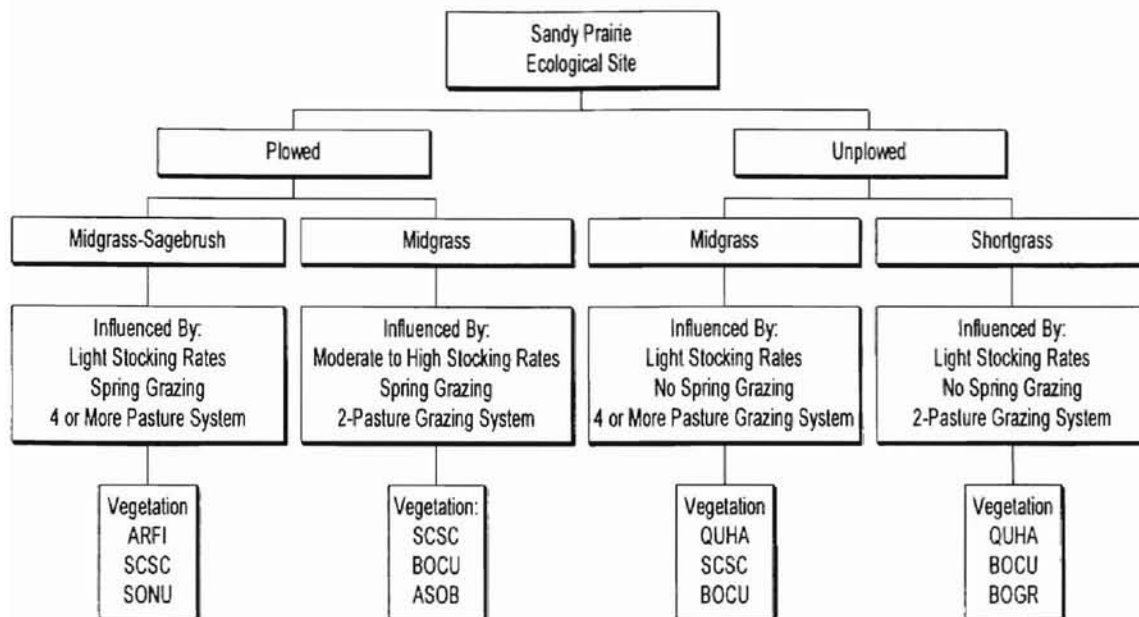 Sandy Prairie
Ecological Site
Plowed
Unplowed
Midgrass-Sagebrush
Midgrass
Midgrass
Shortgrass
Influenced By:
Light Stocking Rates
Spring Grazing
4 or More Pasture System
Influenced By:
Moderate to High Stocking Rates
Spring Grazing
2-Pasture Grazing System
Influenced By:
Light Stocking Rates
No Spring Grazing
4 or More Pasture Grazing System
Influenced By:
Light Stocking Rates
No Spring Grazing
2-Pasture Grazing System
Vegetation
ARFI
SCSC
SONU
Vegetation:
SCSC
BOCU
ASOB
Vegetation
QUHA
SCSC
BOCU
Vegetation
QUHA
BOCU
BOGR